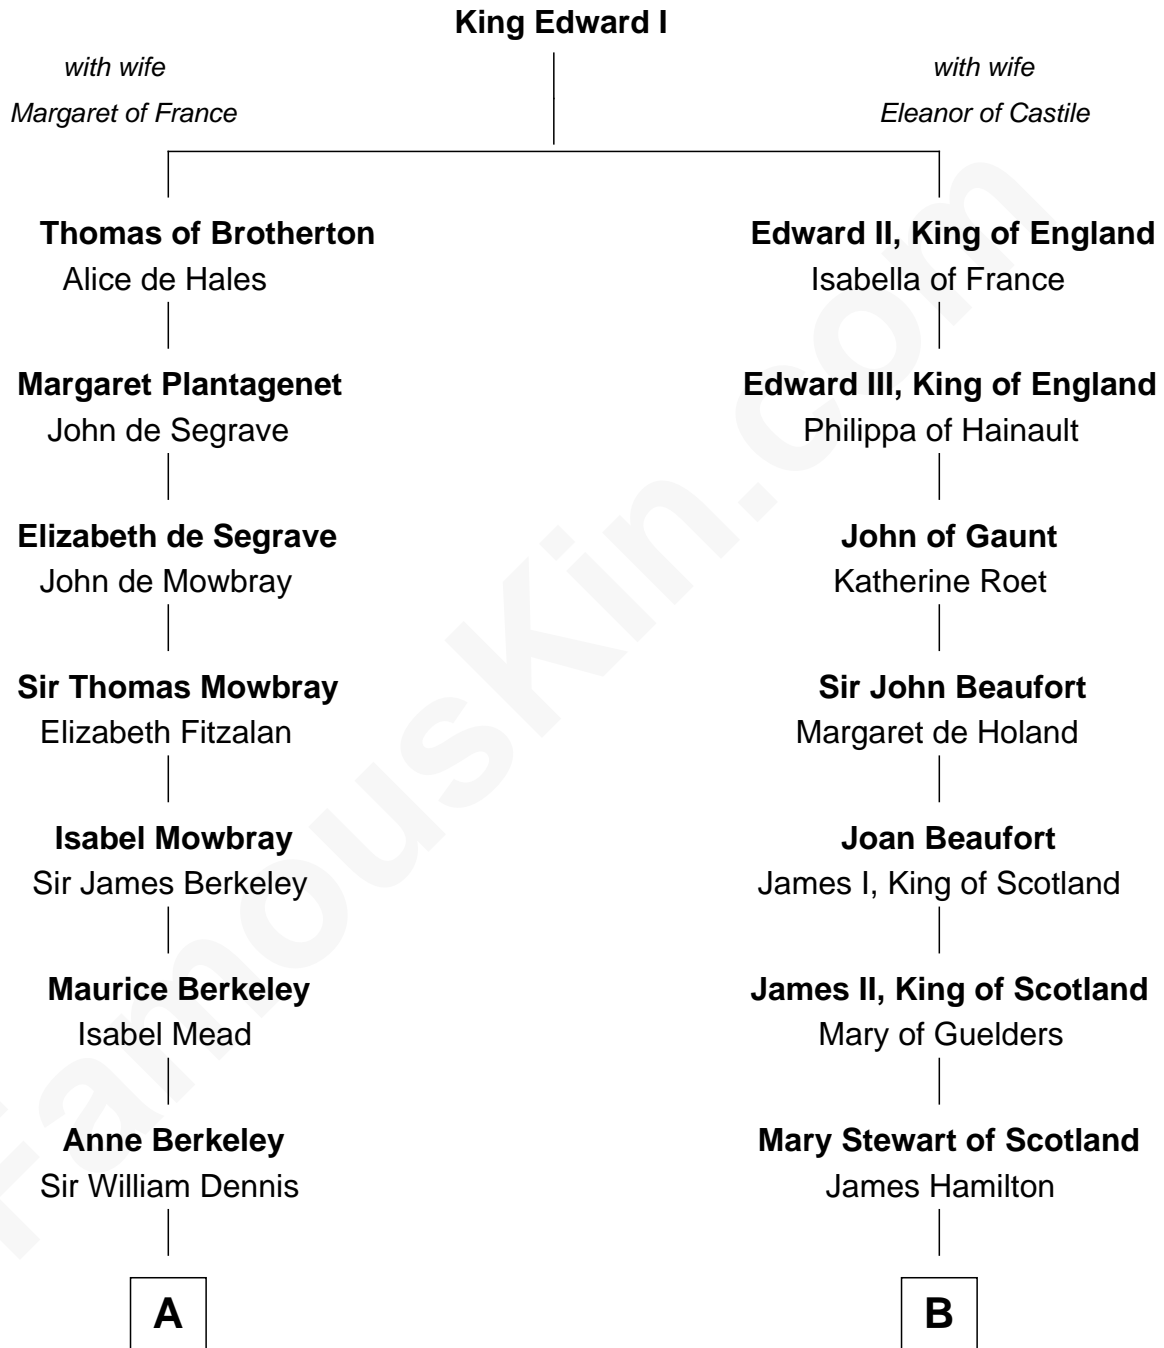 King Edward I
with wife
Margaret of France
with wife
Eleanor of Castile
Thomas of Brotherton
Alice de Hales
Edward II, King of England
Isabella of France
Margaret Plantagenet
John de Segrave
Edward III, King of England
Philippa of Hainault
Elizabeth de Segrave
John de Mowbray
John of Gaunt
Katherine Roet
Sir Thomas Mowbray
Elizabeth Fitzalan
Sir John Beaufort
Margaret de Holand
Isabel Mowbray
Sir James Berkeley
Joan Beaufort
James I, King of Scotland
Maurice Berkeley
Isabel Mead
James II, King of Scotland
Mary of Guelders
Anne Berkeley
Sir William Dennis
Mary Stewart of Scotland
James Hamilton
A
B
FamousKin.com